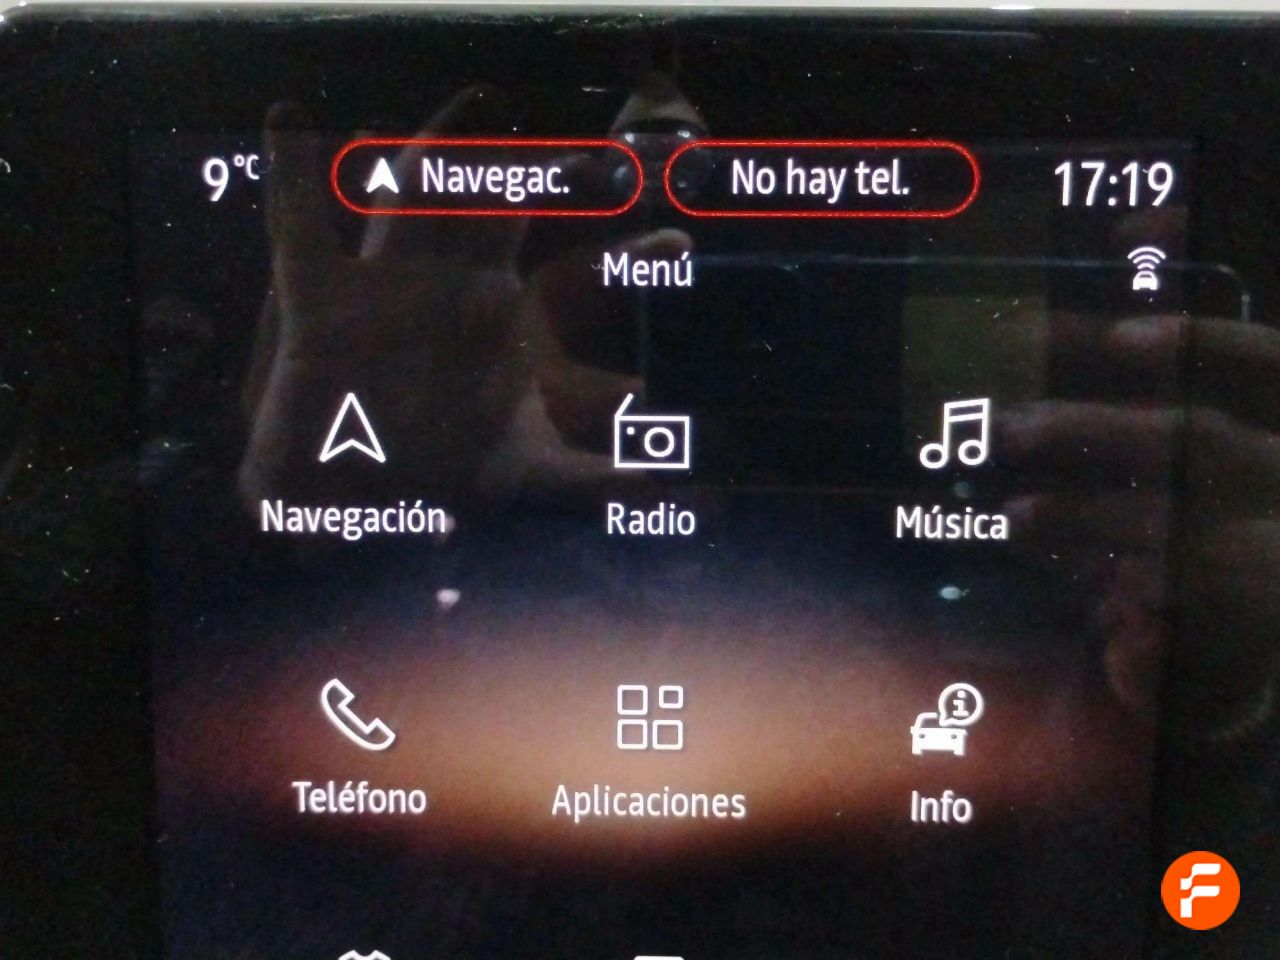 9°C
Navegac.
No hay tel.
17:19
Menú
Navegación
Radio
Música
Teléfono
Aplicaciones
Info